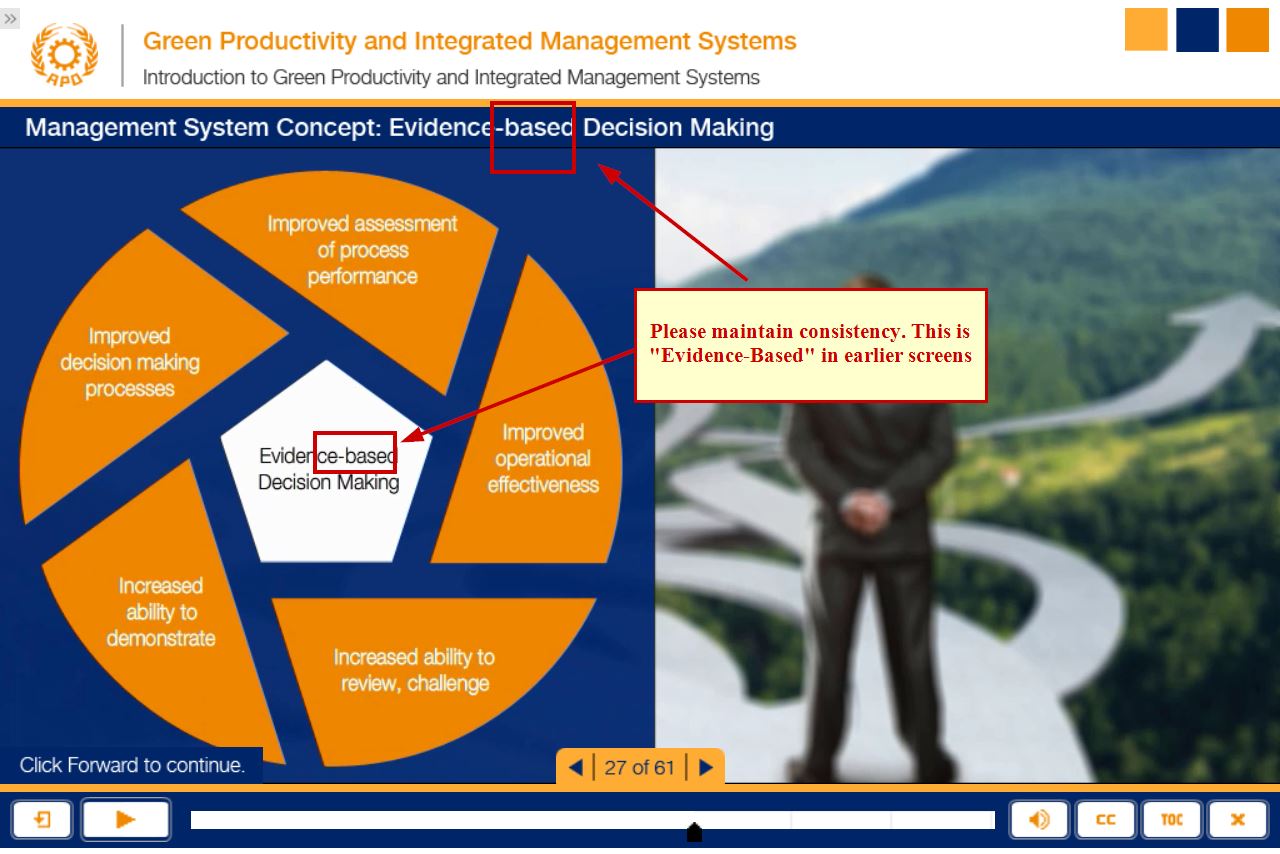 »
APO
Green Productivity and Integrated Management Systems
Introduction to Green Productivity and Integrated Management Systems
Management System Concept: Evidence-based Decision Making
Improved assessment
of process
performance
Improved
decision making
processes
Please maintain consistency. This is
"Evidence-Based" in earlier screens
Evidence-based
Decision Making
Improved
operational
effectiveness
Increased
ability to
demonstrate
Increased ability to
review, challenge
Click Forward to continue.
27 of 61
CC
TOC